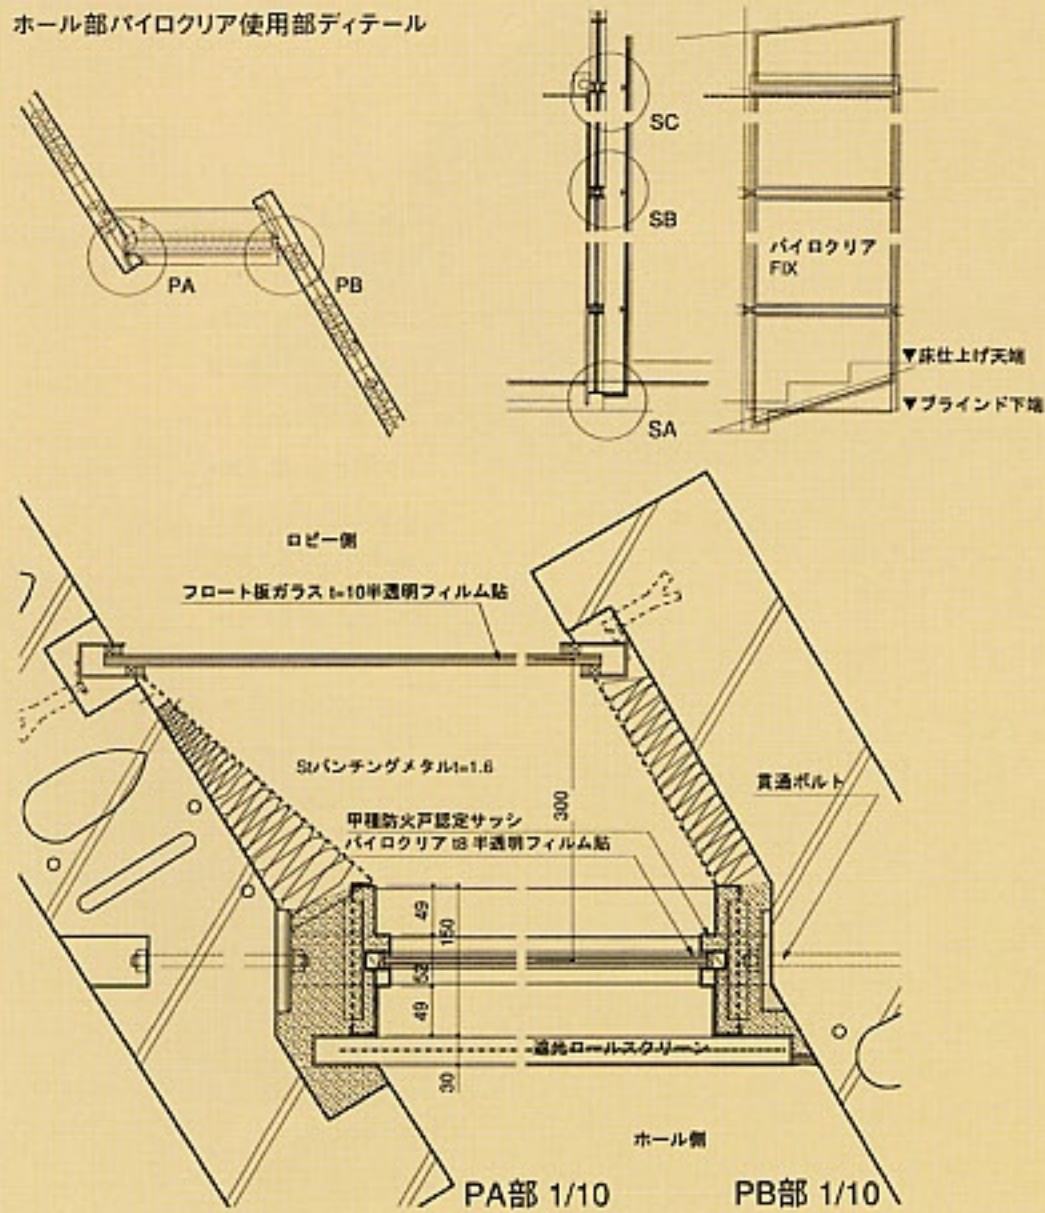 ホール部パイロクリア使用部ディテール
SC
SB
PA
PB
パイロクリア
FIX
▼床仕上げ天端
▼ブラインド下端
SA
ロビー側
フロート板ガラス t=10半透明フィルム貼
Stパンチングメタルt=1.6
貫通ボルト
300
甲種防火戸認定サッシ
パイロクリア t8 半透明フィルム貼
49
150
52
49
遮光ロールスクリーン
30
ホール側
PA部 1/10
PB部 1/10